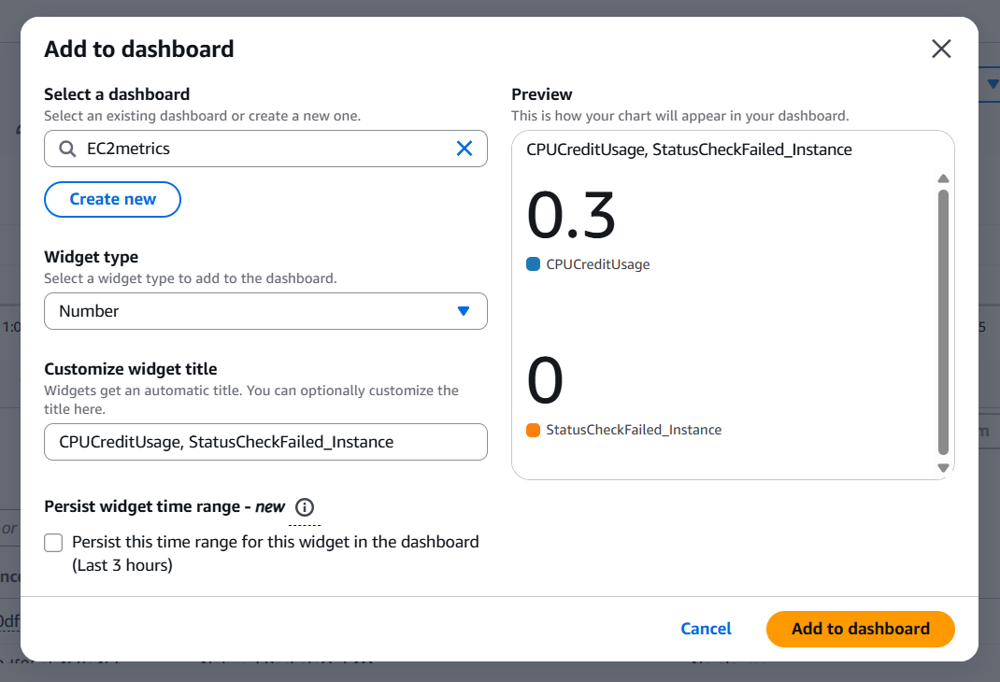 Add to dashboard
Select a dashboard
Select an existing dashboard or create a new one.
EC2metrics
Create new
Widget type
Select a widget type to add to the dashboard.
Number
Customize widget title
Widgets get an automatic title. You can optionally customize the
title here.
CPUCreditUsage, StatusCheckFailed_Instance
Persist widget time range - new
Persist this time range for this widget in the dashboard
(Last 3 hours)
Preview
This is how your chart will appear in your dashboard.
CPUCreditUsage, StatusCheckFailed_Instance
0.3
CPUCreditUsage
0
StatusCheckFailed_Instance
Cancel
Add to dashboard
or